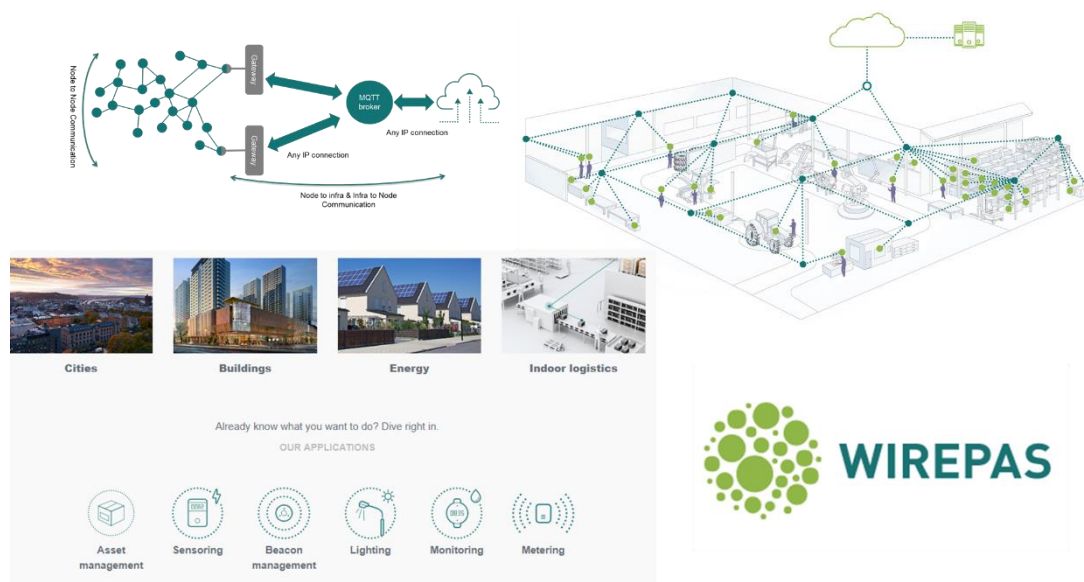 Node to Node Communication
Gateway
Gateway
MQTT
broker
Any IP connection
Any IP connection
Node to infra & Infra to Node
Communication
Cities
Buildings
Energy
Indoor logistics
Already know what you want to do? Dive right in.
OUR APPLICATIONS
Asset
management
Sensoring
Beacon
management
Lighting
Monitoring
Metering
WIREPAS